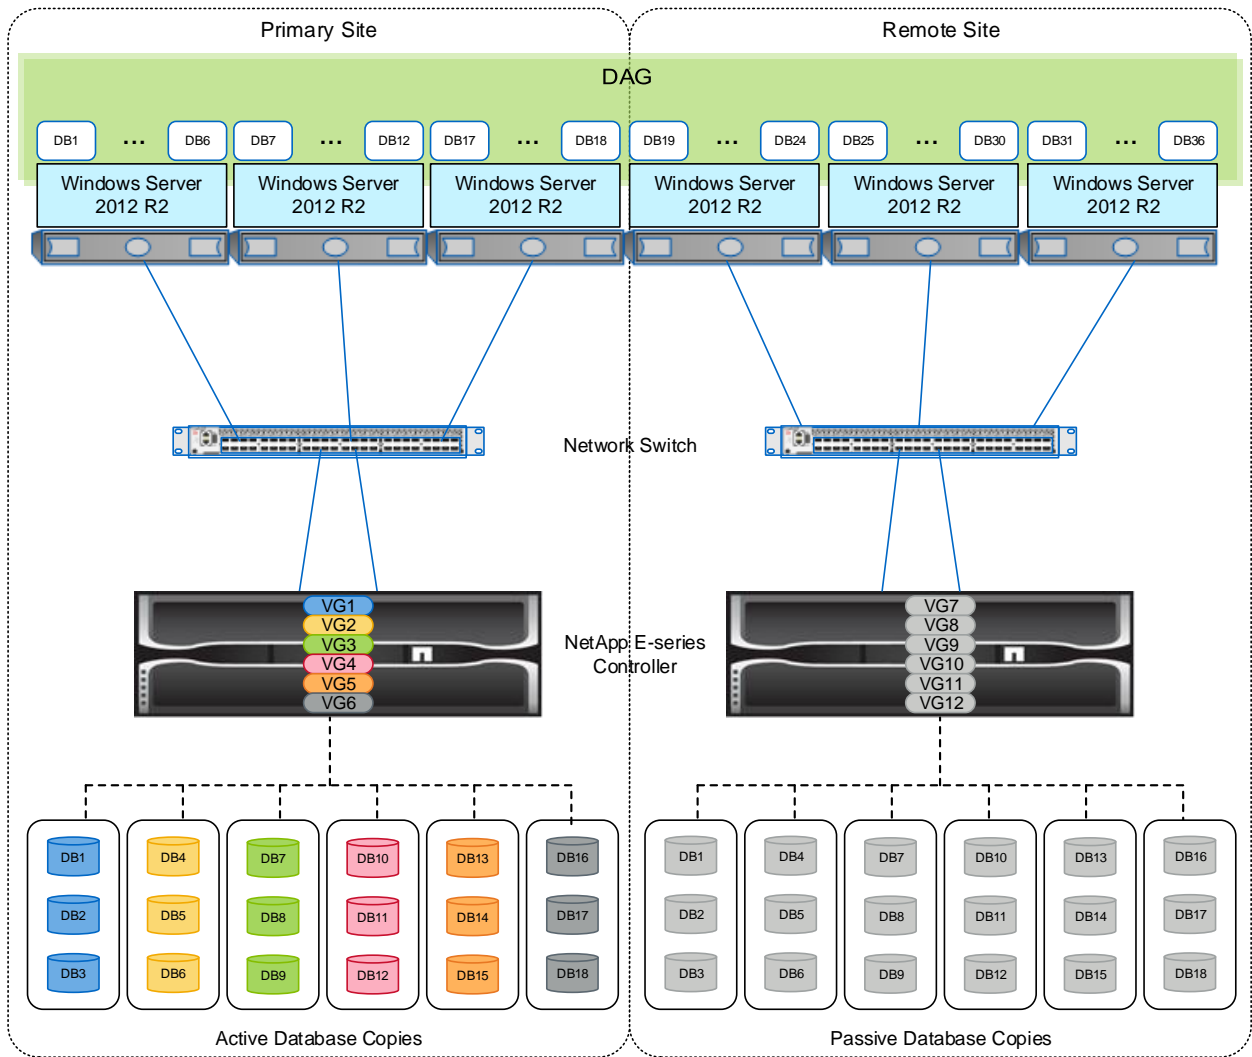 Primary Site
Remote Site
DAG
DB1 ... DB6 DB7 ... DB12 DB17 ... DB18 DB19 ... DB24 DB25 ... DB30 DB31 ... DB36
Windows Server
2012 R2
Windows Server
2012 R2
Windows Server
2012 R2
Windows Server
2012 R2
Windows Server
2012 R2
Windows Server
2012 R2
Network Switch
VG1
VG2
VG3
VG4
VG5
VG6
NetApp E-series
Controller
VG7
VG8
VG9
VG10
VG11
VG12
DB1 DB4 DB7 DB10 DB13 DB16
DB2 DB5 DB8 DB11 DB14 DB17
DB3 DB6 DB9 DB12 DB15 DB18
Active Database Copies
DB1 DB4 DB7 DB10 DB13 DB16
DB2 DB5 DB8 DB11 DB14 DB17
DB3 DB6 DB9 DB12 DB15 DB18
Passive Database Copies